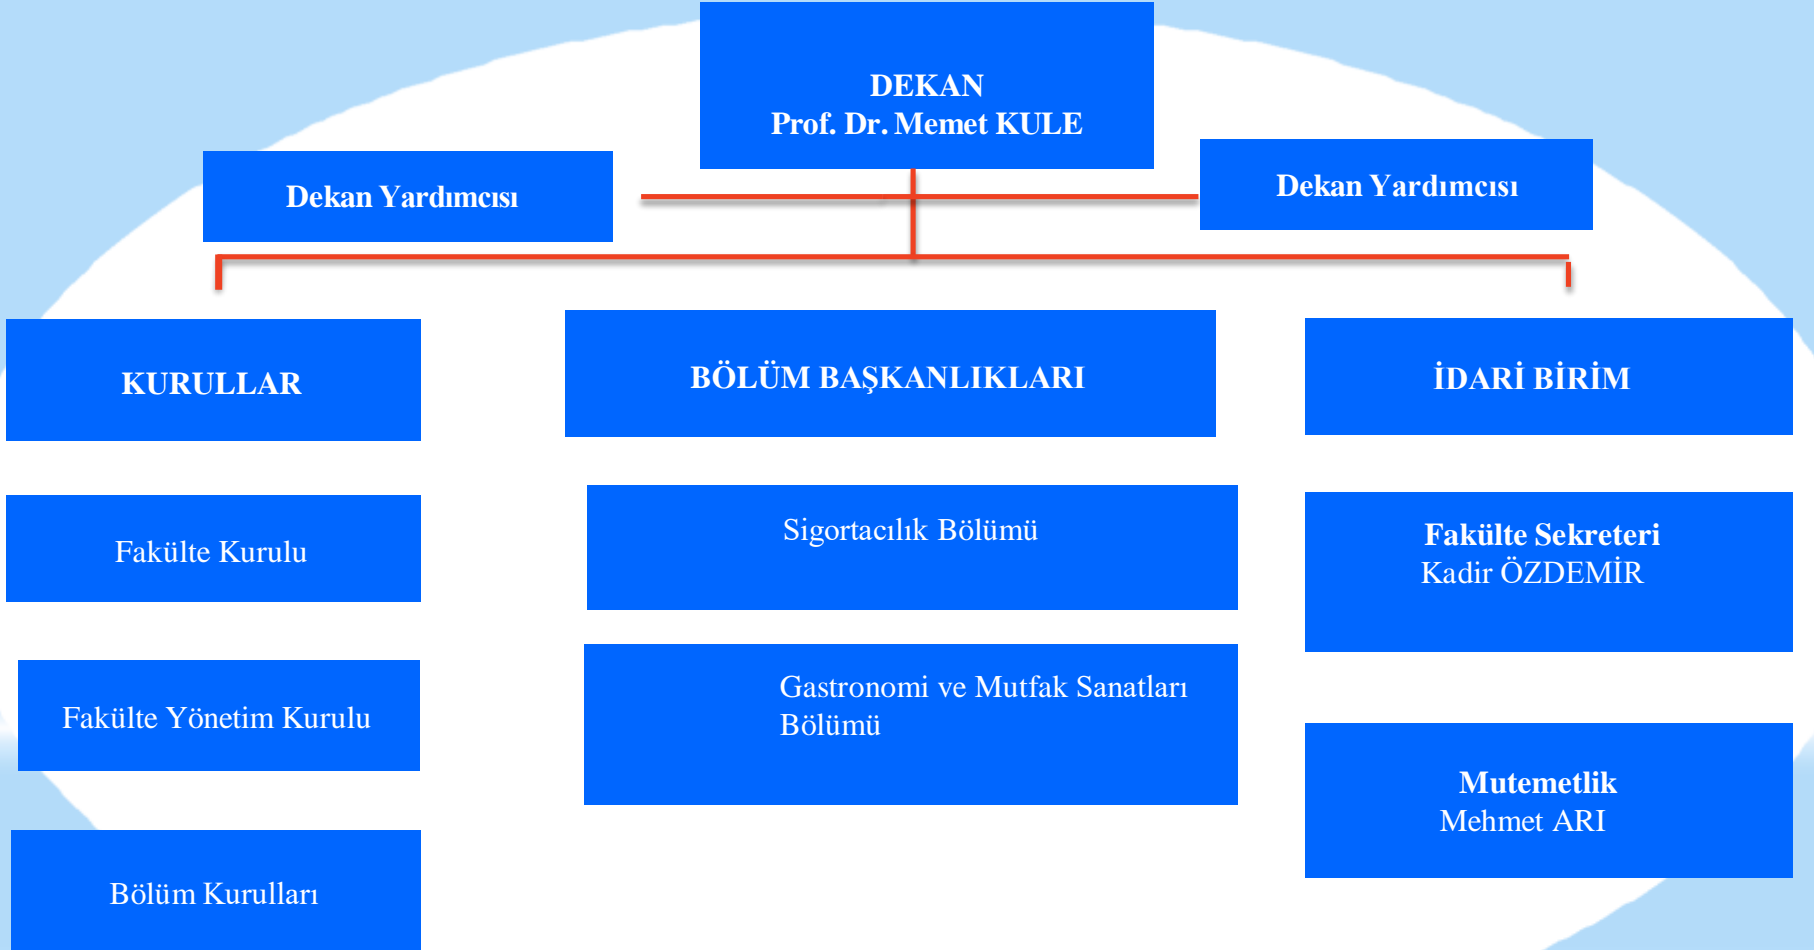 DEKAN
Prof. Dr. Memet KULE
Dekan Yardımcısı
Dekan Yardımcısı
KURULLAR
BÖLÜM BAŞKANLIKLARI
İDARİ BİRİM
Fakülte Kurulu
Sigortacılık Bölümü
Fakülte Sekreteri
Kadir ÖZDEMİR
Fakülte Yönetim Kurulu
Gastronomi ve Mutfak Sanatları
Bölümü
Mutemetlik
Mehmet ARI
Bölüm Kurulları